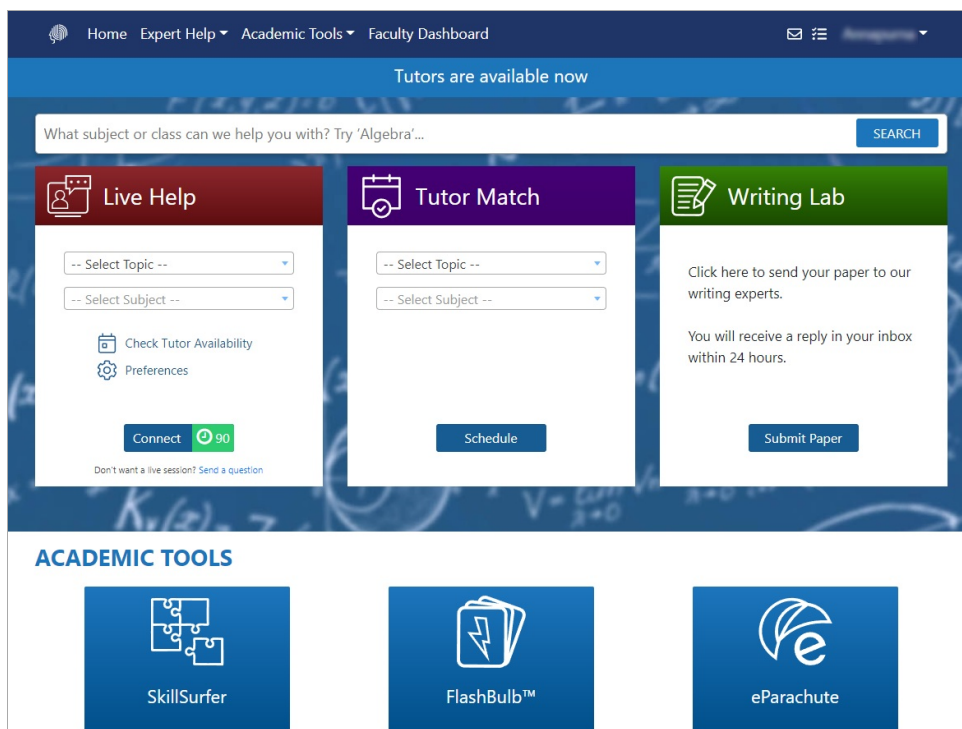 Home Expert Help Academic Tools Faculty Dashboard
Tutors are available now
What subject or class can we help you with? Try ‘Algebra’...
SEARCH
Live Help
-- Select Topic --
-- Select Subject --
Check Tutor Availability
Preferences
Connect 90
Don't want a live session? Send a question
Tutor Match
-- Select Topic --
-- Select Subject --
Schedule
Writing Lab
Click here to send your paper to our
writing experts.
You will receive a reply in your inbox
within 24 hours.
Submit Paper
ACADEMIC TOOLS
SkillSurfer
FlashBulb™
e
eParachute